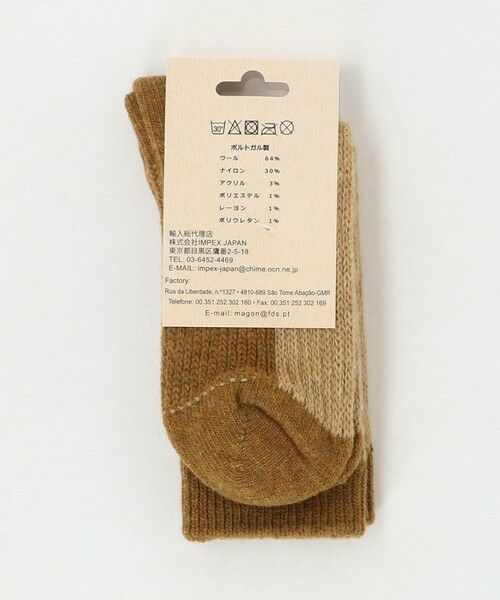 30°
ポルトガル製
ウール 64%
ナイロン 30%
アクリル 3%
ポリエステル 1%
レーヨン 1%
ポリウレタン 1%
輸入総代理店
株式会社IMPEX JAPAN
東京都目黒区鷹番2-5-18
TEL: 03-6452-4469
E-MAIL: impex-japan@chime.ocn.ne.jp
Factory:
Rua da Liberdade, n.º1327 • 4810-689 São Tome Abação-GMR
Telefone: 00.351 252 302 160 • Fax: 00.351 252 302 169
E-mail: magon@fds.pt